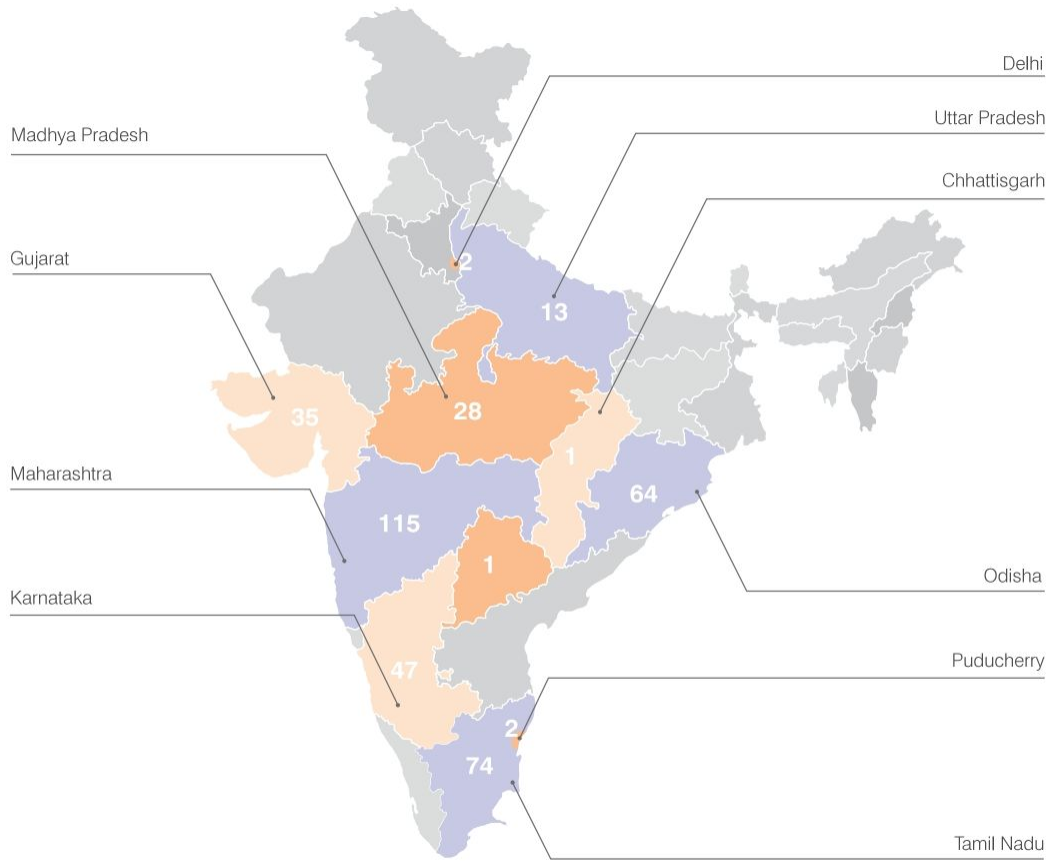 Delhi
Uttar Pradesh
Madhya Pradesh
Chhattisgarh
Gujarat
2
13
28
35
1
Maharashtra
64
115
1
Odisha
Karnataka
47
Puducherry
2
74
Tamil Nadu